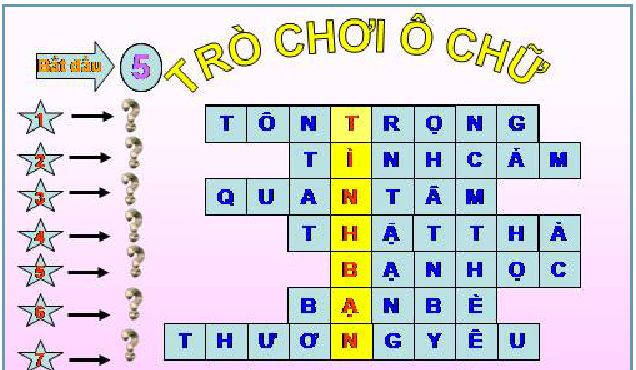 TRÒ CHƠI Ô CHỮ
Bắt đầu 5
1 TÔNTRỌNG
2 TÌNHCẢM
3 QUANTÂM
4 THẬTTHÀ
5 BẠNHỌC
6 BẠNBÈ
7 THƯƠNGYÊU